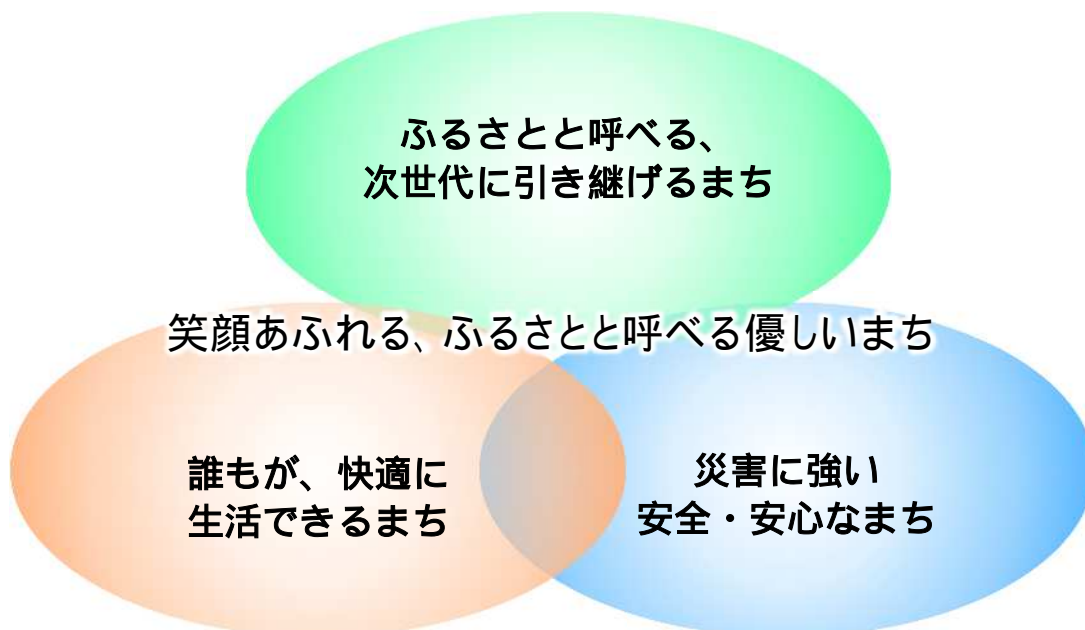 ふるさとと呼べる、
次世代に引き継げるまち
笑顔あふれる、ふるさとと呼べる優しいまち
誰もが、快適に
生活できるまち
災害に強い
安全・安心なまち